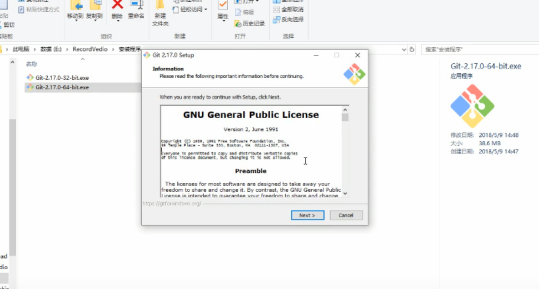 粘贴
粘贴快捷方式
剪切
移动到 复制到 删除 重命名
新建
文件夹
轻松访问
属性
打开
编辑
历史记录
全部选择
全部取消
反向选择
组织
新建
打开
选择
此电脑
RecordVedio
安装程序
搜索"安装程序"
Git-2.17.0-32-bit.exe
Git-2.17.0-64-bit.exe
Git 2.17.0 Setup
Information
Please read the following important information before continuing.
When you are ready to continue with Setup, click Next.
GNU General Public License
Version 2, June 1991
Copyright (C) 1989, 1991 Free Software Foundation, Inc.
59 Temple Place - Suite 330, Boston, MA 02111-1307, USA
Everyone is permitted to copy and distribute verbatim copies
of this license document, but changing it is not allowed.
Preamble
The licenses for most software are designed to take away your
freedom to share and change it. By contrast, the GNU General Public
License is intended to guarantee your freedom to share and change
https://gitforwindows.org/
Next >
Cancel
Git-2.17.0-64-bit.exe
应用程序
修改日期: 2018/5/9 14:48
大小: 38.6 MB
创建日期: 2018/5/9 14:47